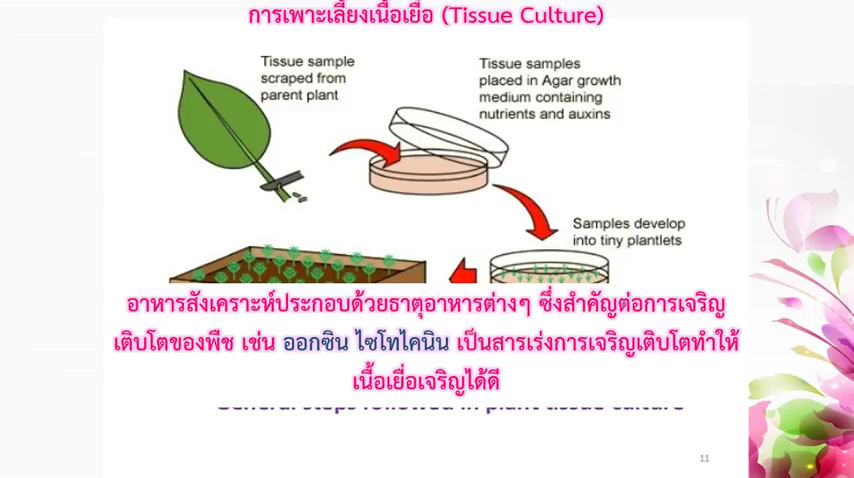 การเพาะเลี้ยงเนื้อเยื่อ (Tissue Culture)
Tissue sample
scraped from
parent plant
Tissue samples
placed in Agar growth
medium containing
nutrients and auxins
Samples develop
into tiny plantlets
อาหารสังเคราะห์ประกอบด้วยธาตุอาหารต่างๆ ซึ่งสำคัญต่อการเจริญ
เติบโตของพืช เช่น ออกซิน ไซโทไคนิน เป็นสารเร่งการเจริญเติบโตทำให้
เนื้อเยื่อเจริญได้ดี
General steps followed in plant tissue culture
11